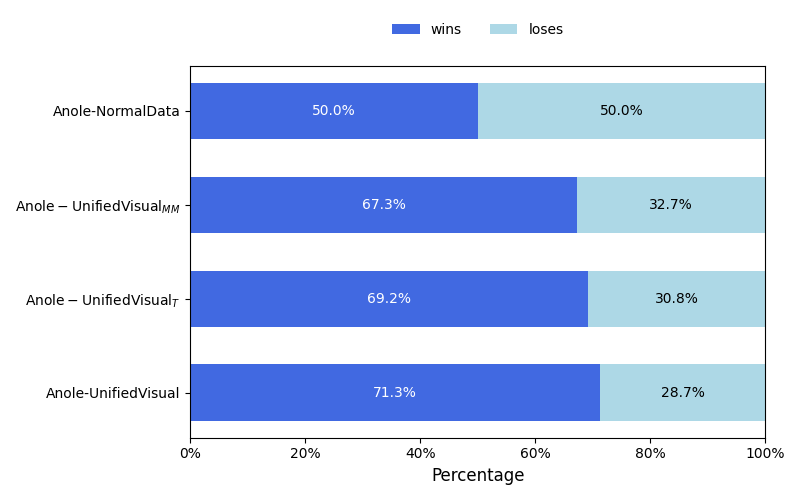 wins loses
Anole-NormalData 50.0% 50.0%
Anole − UnifiedVisual_MM 67.3% 32.7%
Anole − UnifiedVisual_T 69.2% 30.8%
Anole-UnifiedVisual 71.3% 28.7%
0% 20% 40% 60% 80% 100%
Percentage